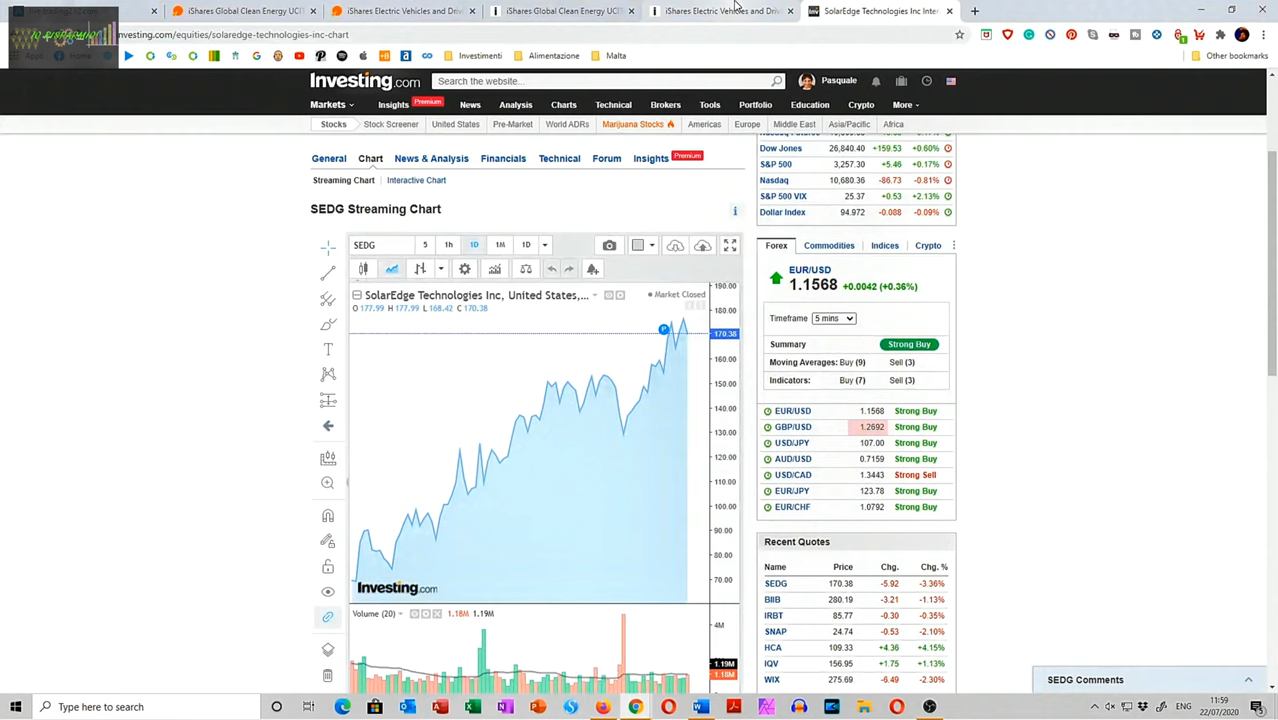 iShares Global Clean Energy UCIT
iShares Electric Vehicles and Driv
iShares Global Clean Energy UCIT
iShares Electric Vehicles and Driv
SolarEdge Technologies Inc Inter
IO RISPARMIO
investing.com/equities/solaredge-technologies-inc-chart
Apps
Home
Investimenti
Alimentazione
Malta
Other bookmarks
Investing.com
Search the website...
Pasquale
Markets
Insights
Premium
News
Analysis
Charts
Technical
Brokers
Tools
Portfolio
Education
Crypto
More
Stocks
Stock Screener
United States
Pre-Market
World ADRs
Marijuana Stocks
Americas
Europe
Middle East
Asia/Pacific
Africa
General
Chart
News & Analysis
Financials
Technical
Forum
Insights
Premium
Streaming Chart
Interactive Chart
SEDG Streaming Chart
SEDG
5
1h
1D
1M
1D
SolarEdge Technologies Inc, United States,...
Market Closed
O 177.99 H 177.99 L 168.42 C 170.38
P
190.00
180.00
170.38
160.00
150.00
140.00
130.00
120.00
110.00
100.00
90.00
80.00
70.00
Investing.com
Volume (20)
1.18M 1.19M
4M
1.19M
1.18M
Dow Jones 26,840.40 +159.53 +0.60%
S&P 500 3,257.30 +5.46 +0.17%
Nasdaq 10,680.36 -86.73 -0.81%
S&P 500 VIX 25.37 +0.53 +2.13%
Dollar Index 94.972 -0.088 -0.09%
Forex
Commodities
Indices
Crypto
EUR/USD
1.1568 +0.0042 (+0.36%)
Timeframe 5 mins
Summary Strong Buy
Moving Averages: Buy (9) Sell (3)
Indicators: Buy (7) Sell (3)
EUR/USD 1.1568 Strong Buy
GBP/USD 1.2692 Strong Buy
USD/JPY 107.00 Strong Buy
AUD/USD 0.7159 Strong Buy
USD/CAD 1.3443 Strong Sell
EUR/JPY 123.78 Strong Buy
EUR/CHF 1.0792 Strong Buy
Recent Quotes
Name Price Chg. Chg. %
SEDG 170.38 -5.92 -3.36%
BIIB 280.19 -3.21 -1.13%
IRBT 85.77 -0.30 -0.35%
SNAP 24.74 -0.53 -2.10%
HCA 109.33 +4.36 +4.15%
IQV 156.95 +1.75 +1.13%
WIX 275.69 -6.49 -2.30%
SEDG Comments
Type here to search
ENG
11:59
22/07/2020